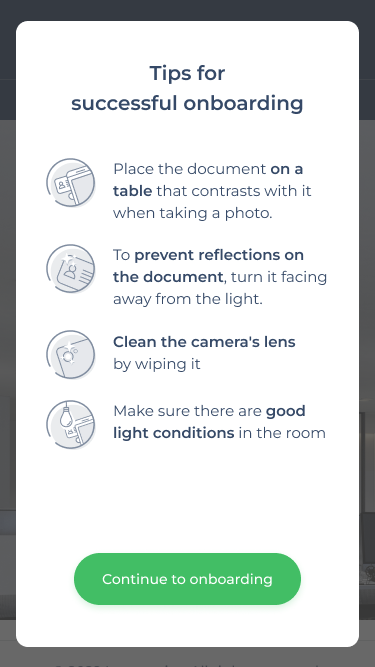 Tips for
successful onboarding
Place the document on a
table that contrasts with it
when taking a photo.
To prevent reflections on
the document, turn it facing
away from the light.
Clean the camera's lens
by wiping it
Make sure there are good
light conditions in the room
Continue to onboarding